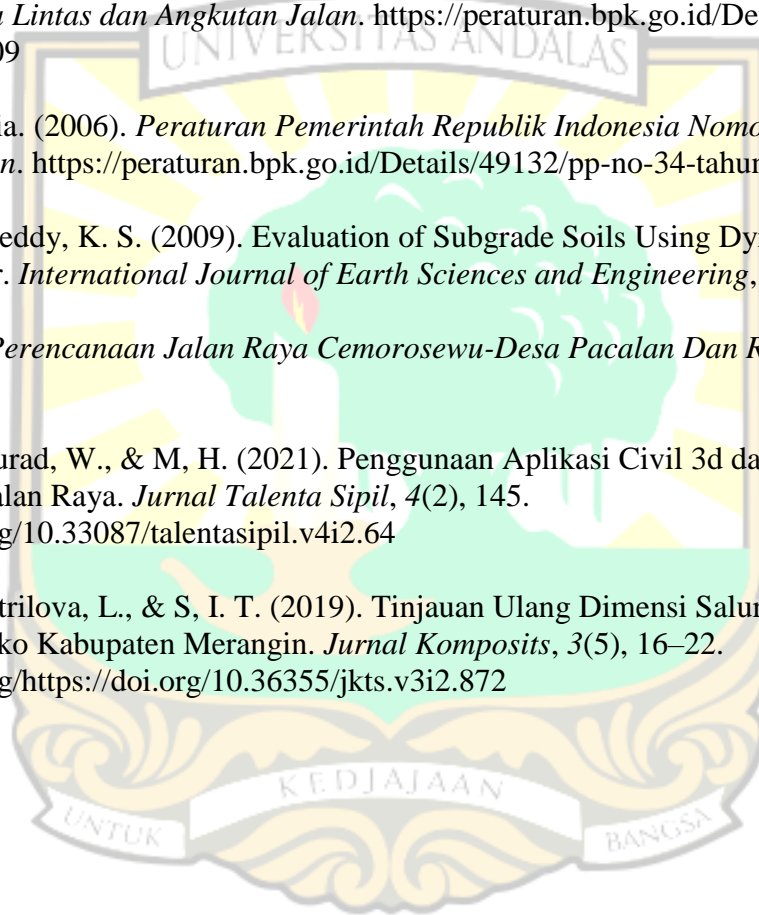 Lintas dan Angkutan Jalan. https://peraturan.bpk.go.id/De
09
UNIVERSITAS ANDALAS
ia. (2006). Peraturan Pemerintah Republik Indonesia Nomo
n. https://peraturan.bpk.go.id/Details/49132/pp-no-34-tahun
eddy, K. S. (2009). Evaluation of Subgrade Soils Using Dy
r. International Journal of Earth Sciences and Engineering,
Perencanaan Jalan Raya Cemorosewu-Desa Pacalan Dan R
urad, W., & M, H. (2021). Penggunaan Aplikasi Civil 3d da
alan Raya. Jurnal Talenta Sipil, 4(2), 145.
g/10.33087/talentasipil.v4i2.64
trilova, L., & S, I. T. (2019). Tinjauan Ulang Dimensi Salur
ko Kabupaten Merangin. Jurnal Komposits, 3(5), 16–22.
g/https://doi.org/10.36355/jkts.v3i2.872
KEDJAJAAN
UNTUK
BANGSA